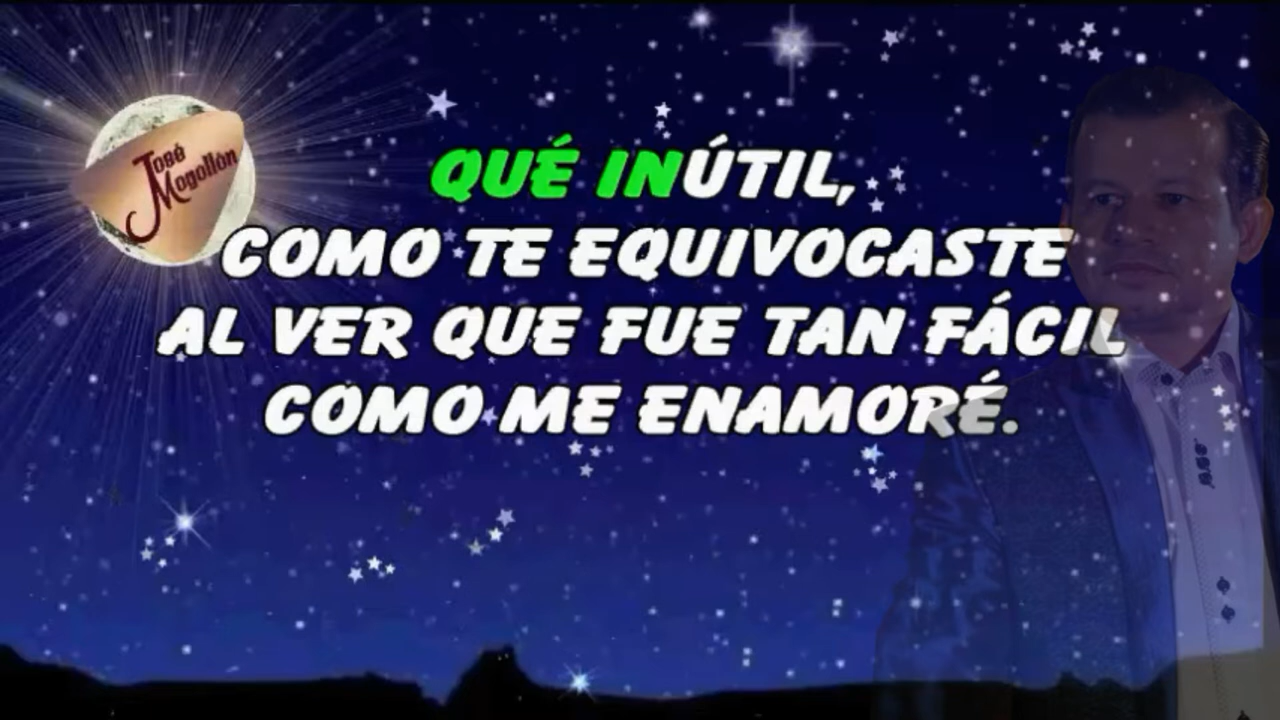 José
Mogollón
QUÉ INÚTIL,
COMO TE EQUIVOCASTE
AL VER QUE FUE TAN FÁCIL
COMO ME ENAMORÉ.